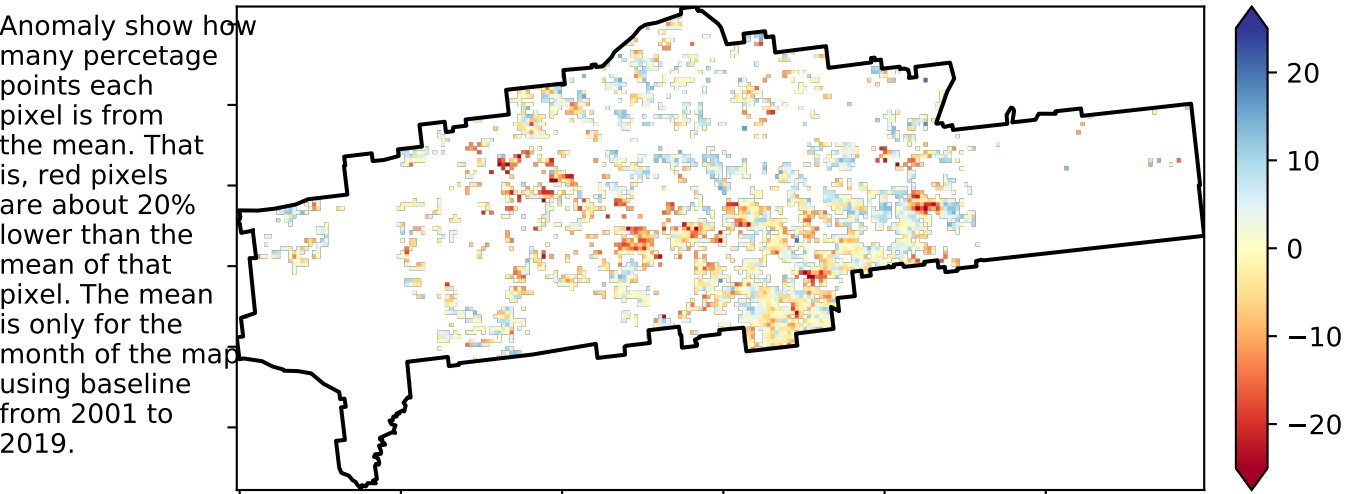 Anomaly show how
many percetage
points each
pixel is from
the mean. That
is, red pixels
are about 20%
lower than the
mean of that
pixel. The mean
is only for the
month of the map
using baseline
from 2001 to
2019.
20
10
0
−10
−20